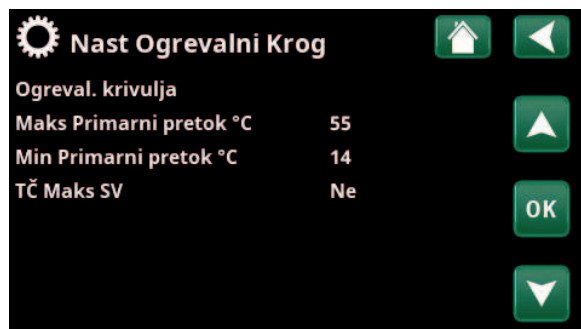 Nast Ogrevalni Krog
Ogreval. krivulja
Maks Primarni pretok °C 55
Min Primarni pretok °C 14
TČ Maks SV Ne
OK